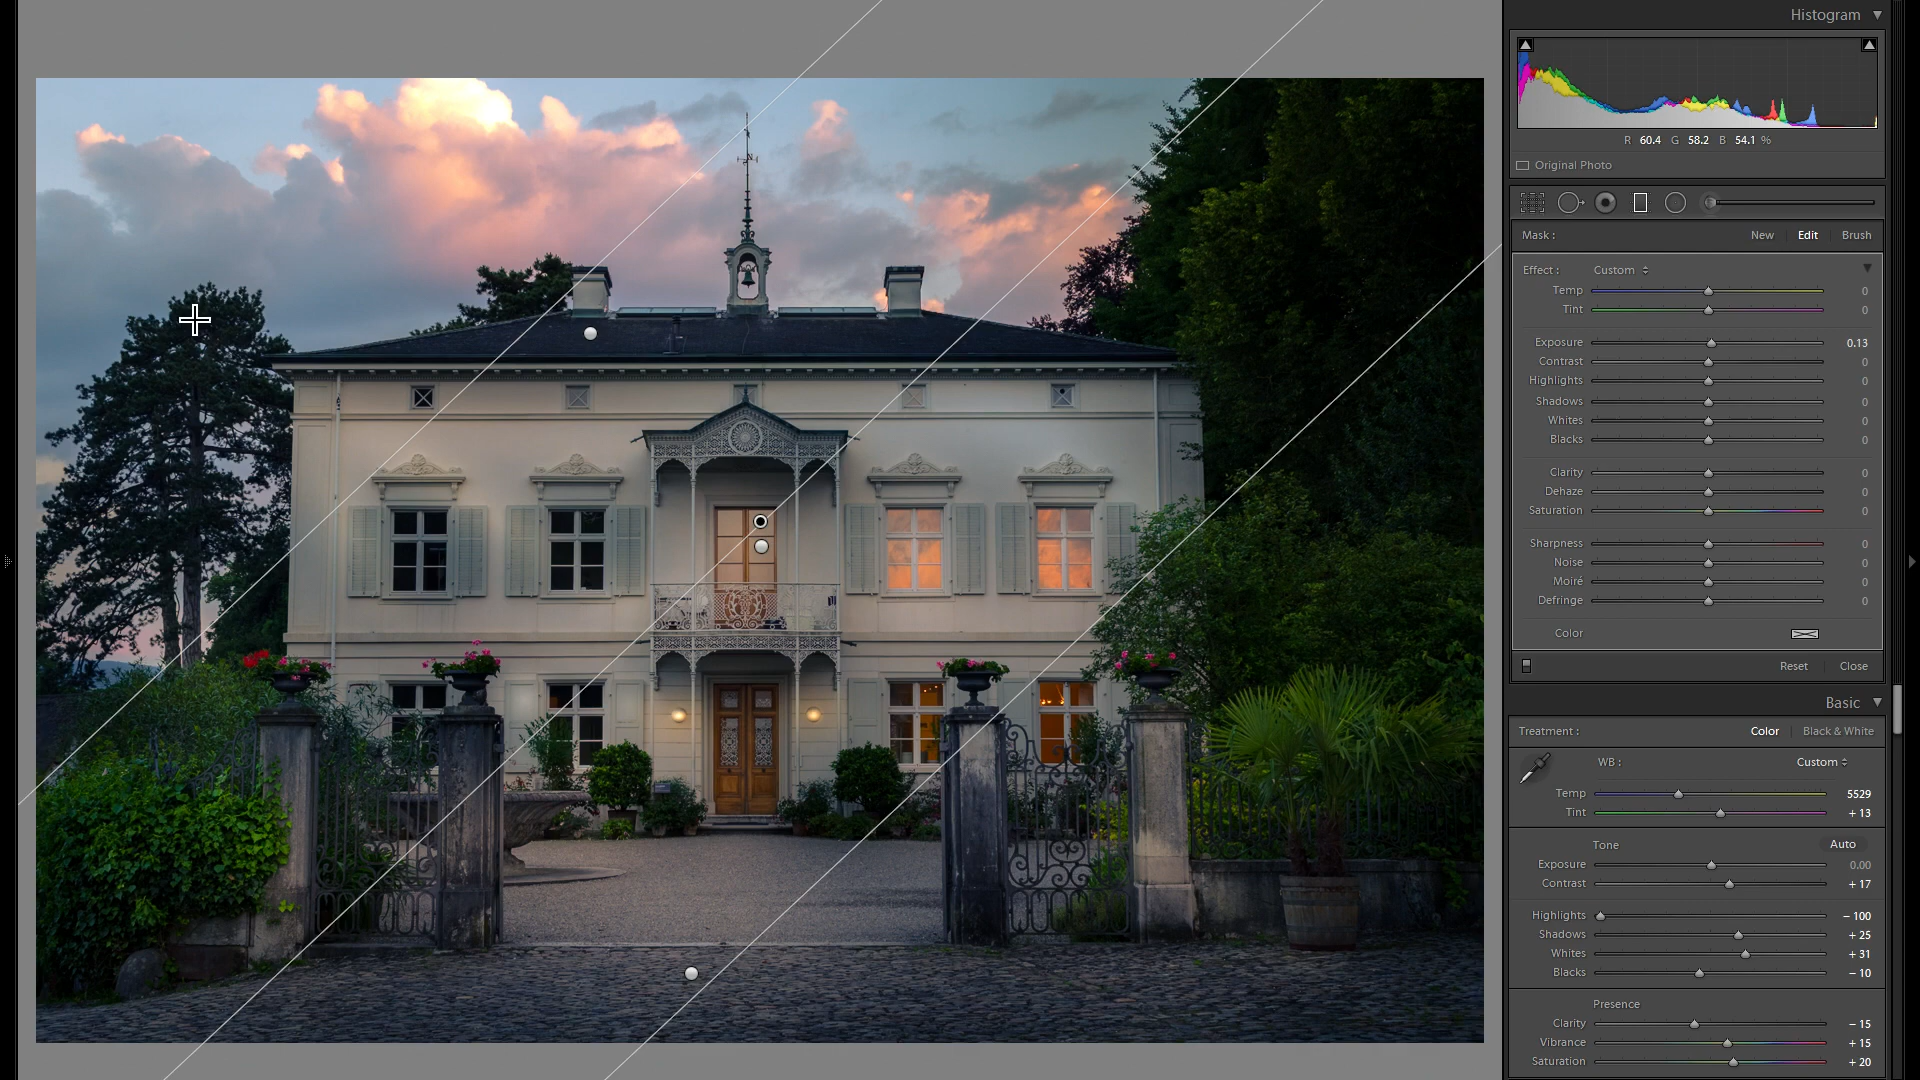 Histogram
R 60.4 G 58.2 B 54.1 %
Original Photo
Mask : New Edit Brush
Effect : Custom
Temp 0
Tint 0
Exposure 0.13
Contrast 0
Highlights 0
Shadows 0
Whites 0
Blacks 0
Clarity 0
Dehaze 0
Saturation 0
Sharpness 0
Noise 0
Moiré 0
Defringe 0
Color
Reset Close
Basic
Treatment : Color Black & White
WB : Custom
Temp 5529
Tint + 13
Tone Auto
Exposure 0.00
Contrast + 17
Highlights − 100
Shadows + 25
Whites + 31
Blacks − 10
Presence
Clarity − 15
Vibrance + 15
Saturation + 20